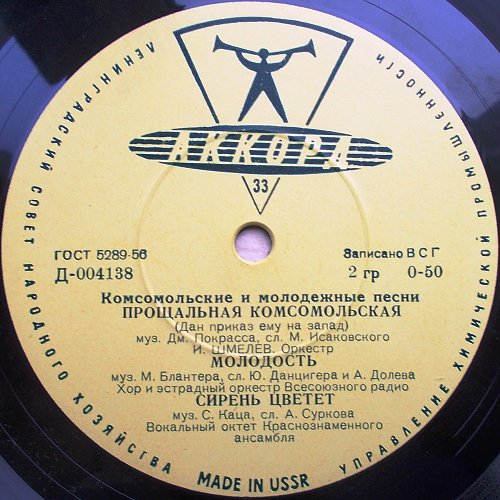 ЛЕНИНГРАДСКИЙ СОВЕТ НАРОДНОГО ХОЗЯЙСТВА
УПРАВЛЕНИЕ ХИМИЧЕСКОЙ ПРОМЫШЛЕННОСТИ
АККОРД
33
ГОСТ 5289-56
Записано ВСГ
Д-004138
2 гр 0-50
Комсомольские и молодежные песни
ПРОЩАЛЬНАЯ КОМСОМОЛЬСКАЯ
(Дан приказ ему на запад)
муз. Дм. Покрасса, сл. М. Исаковского
И. ШМЕЛЕВ. Оркестр
МОЛОДОСТЬ
муз. М. Блантера, сл. Ю. Данцигера и А. Долева
Хор и эстрадный оркестр Всесоюзного радио
СИРЕНЬ ЦВЕТЕТ
муз. С. Каца, сл. А. Суркова
Вокальный октет Краснознаменного
ансамбля
MADE IN USSR